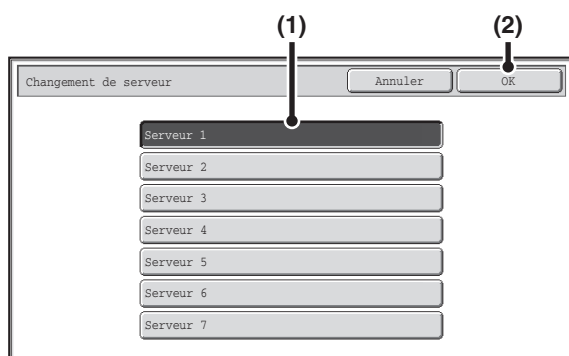 (1) (2)
Changement de serveur Annuler OK
Serveur 1
Serveur 2
Serveur 3
Serveur 4
Serveur 5
Serveur 6
Serveur 7